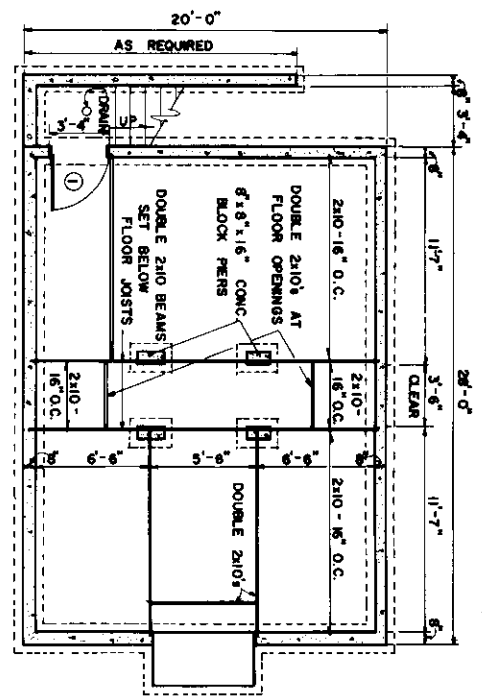 20'-0"
AS REQUIRED
8"
3'-4"
DRAIN
3'-4"
UP
1
DOUBLE 2x10 BEAMS
SET BELOW
FLOOR JOISTS
8"x8"x16" CONC.
BLOCK PIERS
DOUBLE 2x10's AT
FLOOR OPENINGS
2x10-16" O.C.
8"
11'-7"
28'-0"
2x10-
16" O.C.
2x10-
16" O.C.
3'-6"
CLEAR
8"
6'-6"
5'-8"
6'-6"
8"
DOUBLE 2x10's
2x10-16" O.C.
11'-7"
8"